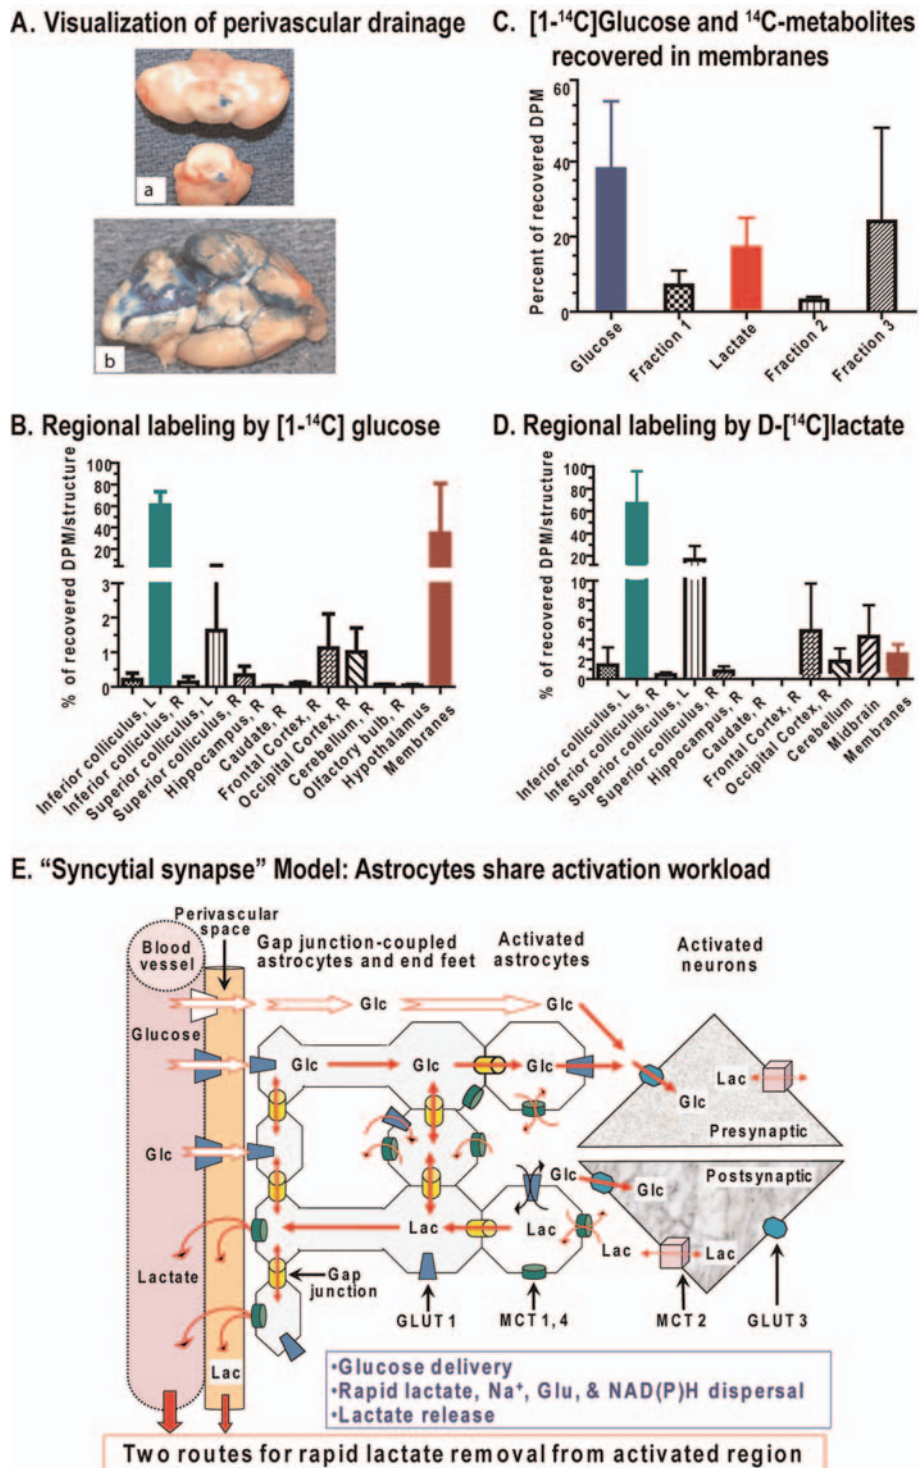 A. Visualization of perivascular drainage
a
b
C. [1-¹⁴C]Glucose and ¹⁴C-metabolites
recovered in membranes
Percent of recovered DPM
60
40
20
0
Glucose
Fraction 1
Lactate
Fraction 2
Fraction 3
B. Regional labeling by [1-¹⁴C] glucose
% of recovered DPM/structure
100
80
60
40
20
3
2
1
0
Inferior colliculus, L
Inferior colliculus, R
Superior colliculus, L
Superior colliculus, R
Hippocampus, R
Caudate, R
Frontal Cortex, R
Occipital Cortex, R
Cerebellum, R
Olfactory bulb, R
Hypothalamus
Membranes
D. Regional labeling by D-[¹⁴C]lactate
% of recovered DPM/structure
100
80
60
40
20
10
8
6
4
2
0
Inferior colliculus, L
Inferior colliculus, R
Superior colliculus, L
Superior colliculus, R
Hippocampus, R
Caudate, R
Frontal Cortex, R
Occipital Cortex, R
Cerebellum
Midbrain
Membranes
E. “Syncytial synapse” Model: Astrocytes share activation workload
Perivascular
space
Blood
vessel
Gap junction-coupled
astrocytes and end feet
Activated
astrocytes
Activated
neurons
Glc
Glc
Glucose
Glc
Glc
Glc
Lac
Glc
Presynaptic
Glc
Glc
Postsynaptic
Glc
Lac
Lac
Lac
Lac
Lactate
Gap
junction
GLUT1
MCT1,4
MCT2
GLUT3
Lac
•Glucose delivery
•Rapid lactate, Na⁺, Glu, & NAD(P)H dispersal
•Lactate release
Two routes for rapid lactate removal from activated region